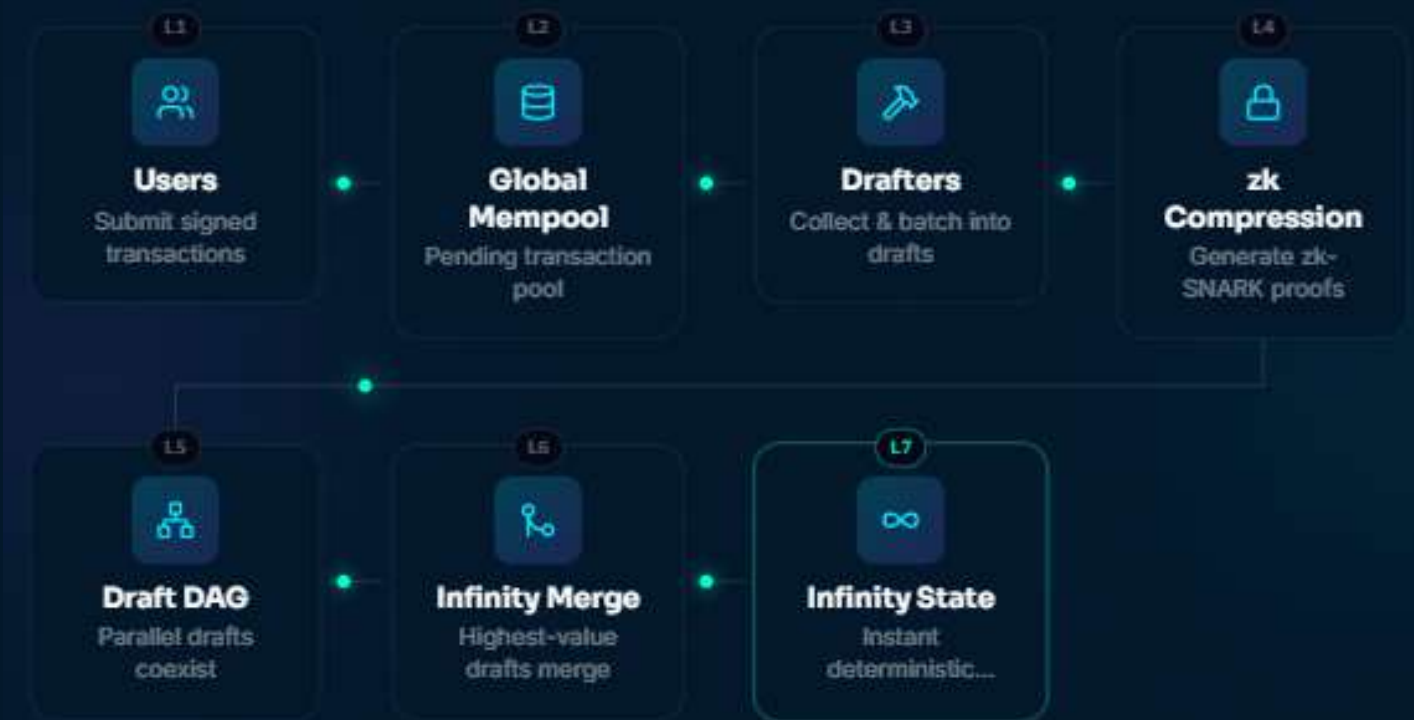 L1
Users
Submit signed
transactions
L2
Global
Mempool
Pending transaction
pool
L3
Drafters
Collect & batch into
drafts
L4
zk
Compression
Generate zk-
SNARK proofs
L5
Draft DAG
Parallel drafts
coexist
L6
Infinity Merge
Highest-value
drafts merge
L7
Infinity State
Instant
deterministic...